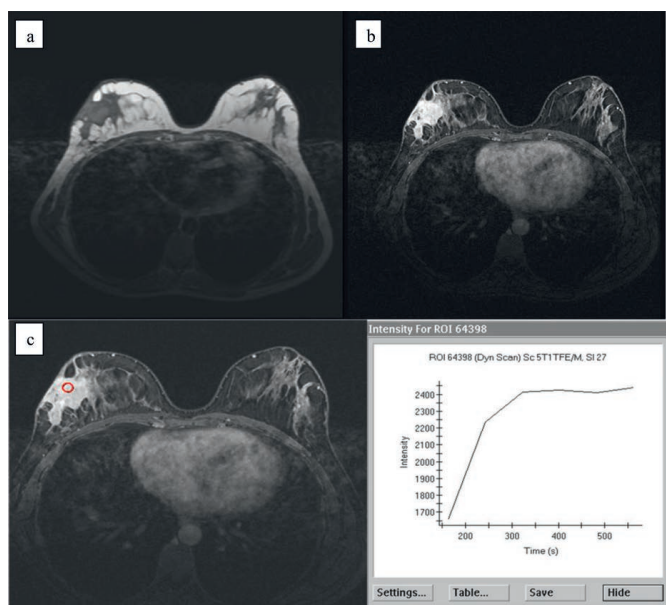 a
b
c
Intensity For ROI 64398
ROI 64398 (Dyn Scan) Sc 5T1TFE/M, SI 27
2400
2300
2200
2100
2000
1900
1800
1700
Intensity
200
300
400
500
Time (s)
Settings...
Table...
Save
Hide